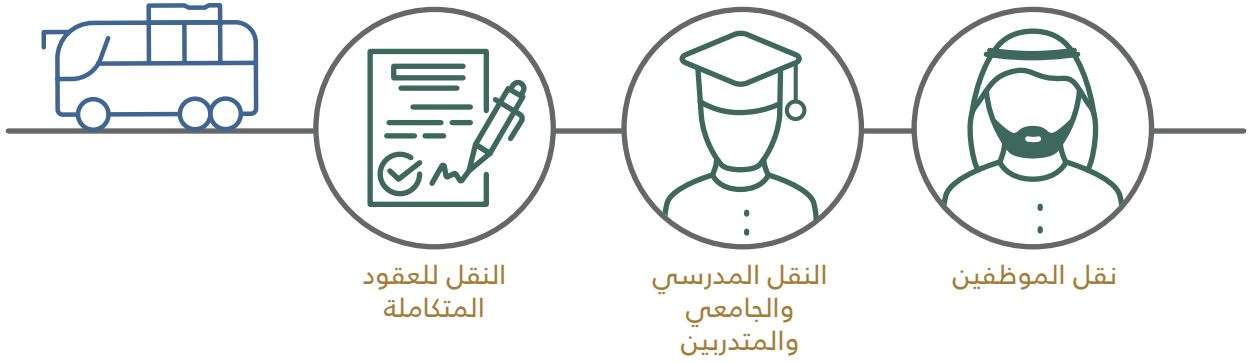 نقل الموظفين
النقل المدرسي
والجامعي
والمتدربين
النقل للعقود
المتكاملة